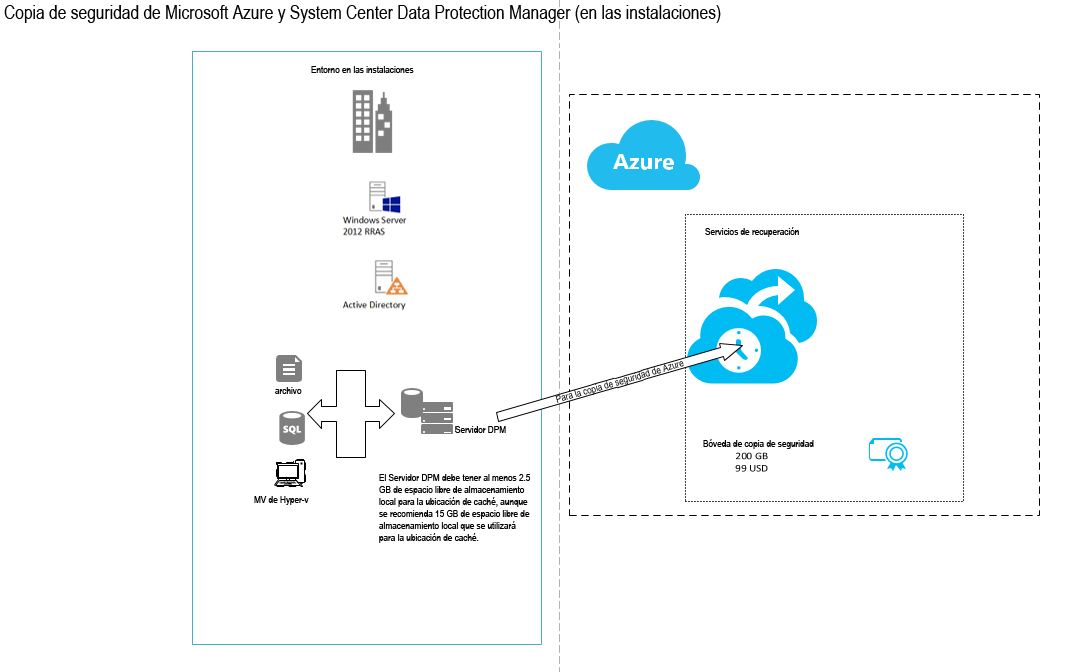 Copia de seguridad de Microsoft Azure y System Center Data Protection Manager (en las instalaciones)
Entorno en las instalaciones
Windows Server
2012 RRAS
Active Directory
archivo
SQL
MV de Hyper-v
Servidor DPM
El Servidor DPM debe tener al menos 2.5
GB de espacio libre de almacenamiento
local para la ubicación de caché, aunque
se recomienda 15 GB de espacio libre de
almacenamiento local que se utilizará
para la ubicación de caché.
Para la copia de seguridad de Azure
Azure
Servicios de recuperación
Bóveda de copia de seguridad
200 GB
99 USD